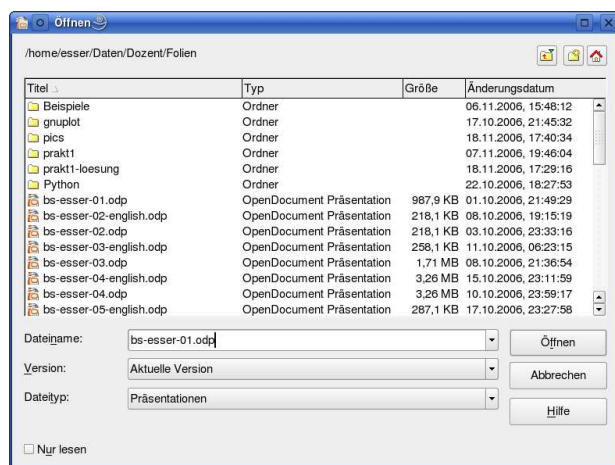 Öffnen
/home/esser/Daten/Dozent/Folien
Titel Typ Größe Änderungsdatum
Beispiele Ordner 06.11.2006, 15:48:12
gnuplot Ordner 17.10.2006, 21:45:32
pics Ordner 18.11.2006, 17:40:34
prakt1 Ordner 07.11.2006, 19:46:04
prakt1-loesung Ordner 18.11.2006, 17:29:16
Python Ordner 22.10.2006, 18:27:53
bs-esser-01.odp OpenDocument Präsentation 987,9 KB 01.10.2006, 21:49:29
bs-esser-02-english.odp OpenDocument Präsentation 218,1 KB 08.10.2006, 19:15:19
bs-esser-02.odp OpenDocument Präsentation 218,1 KB 03.10.2006, 23:33:16
bs-esser-03-english.odp OpenDocument Präsentation 258,1 KB 11.10.2006, 06:23:15
bs-esser-03.odp OpenDocument Präsentation 1,71 MB 08.10.2006, 21:36:54
bs-esser-04-english.odp OpenDocument Präsentation 3,26 MB 15.10.2006, 23:11:59
bs-esser-04.odp OpenDocument Präsentation 3,26 MB 10.10.2006, 23:59:17
bs-esser-05-english.odp OpenDocument Präsentation 287,1 KB 17.10.2006, 23:27:58
Dateiname: bs-esser-01.odp Öffnen
Version: Aktuelle Version Abbrechen
Dateityp: Präsentationen Hilfe
Nur lesen